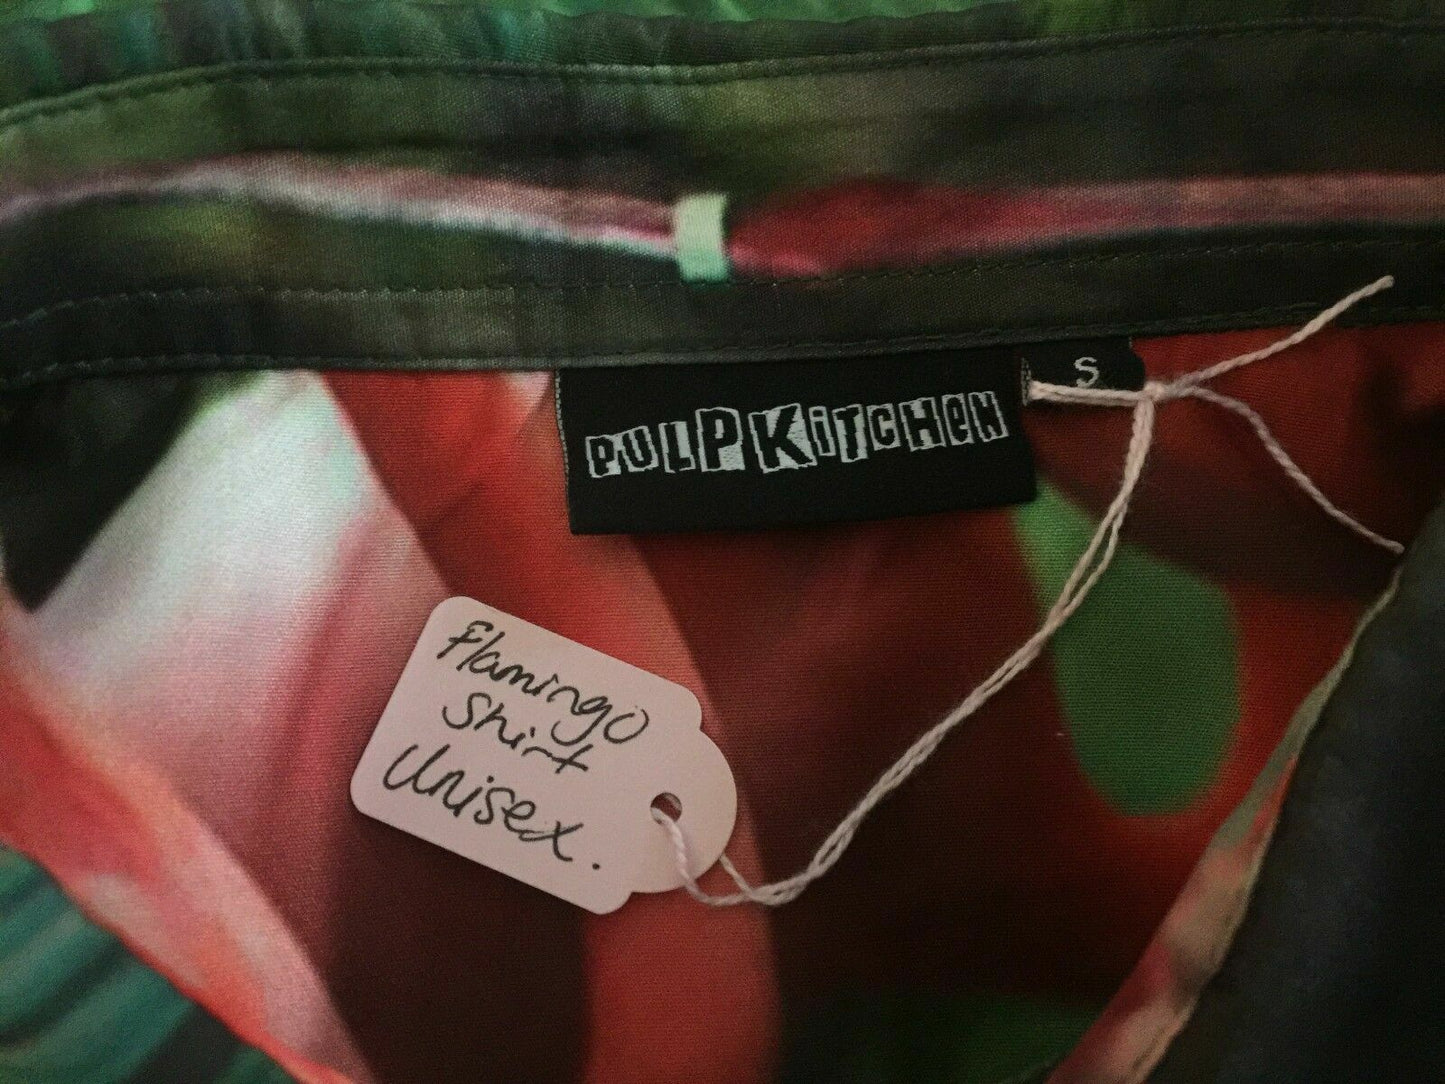 S
PULPKiTCHeN
Flamingo
Shirt
Unisex.